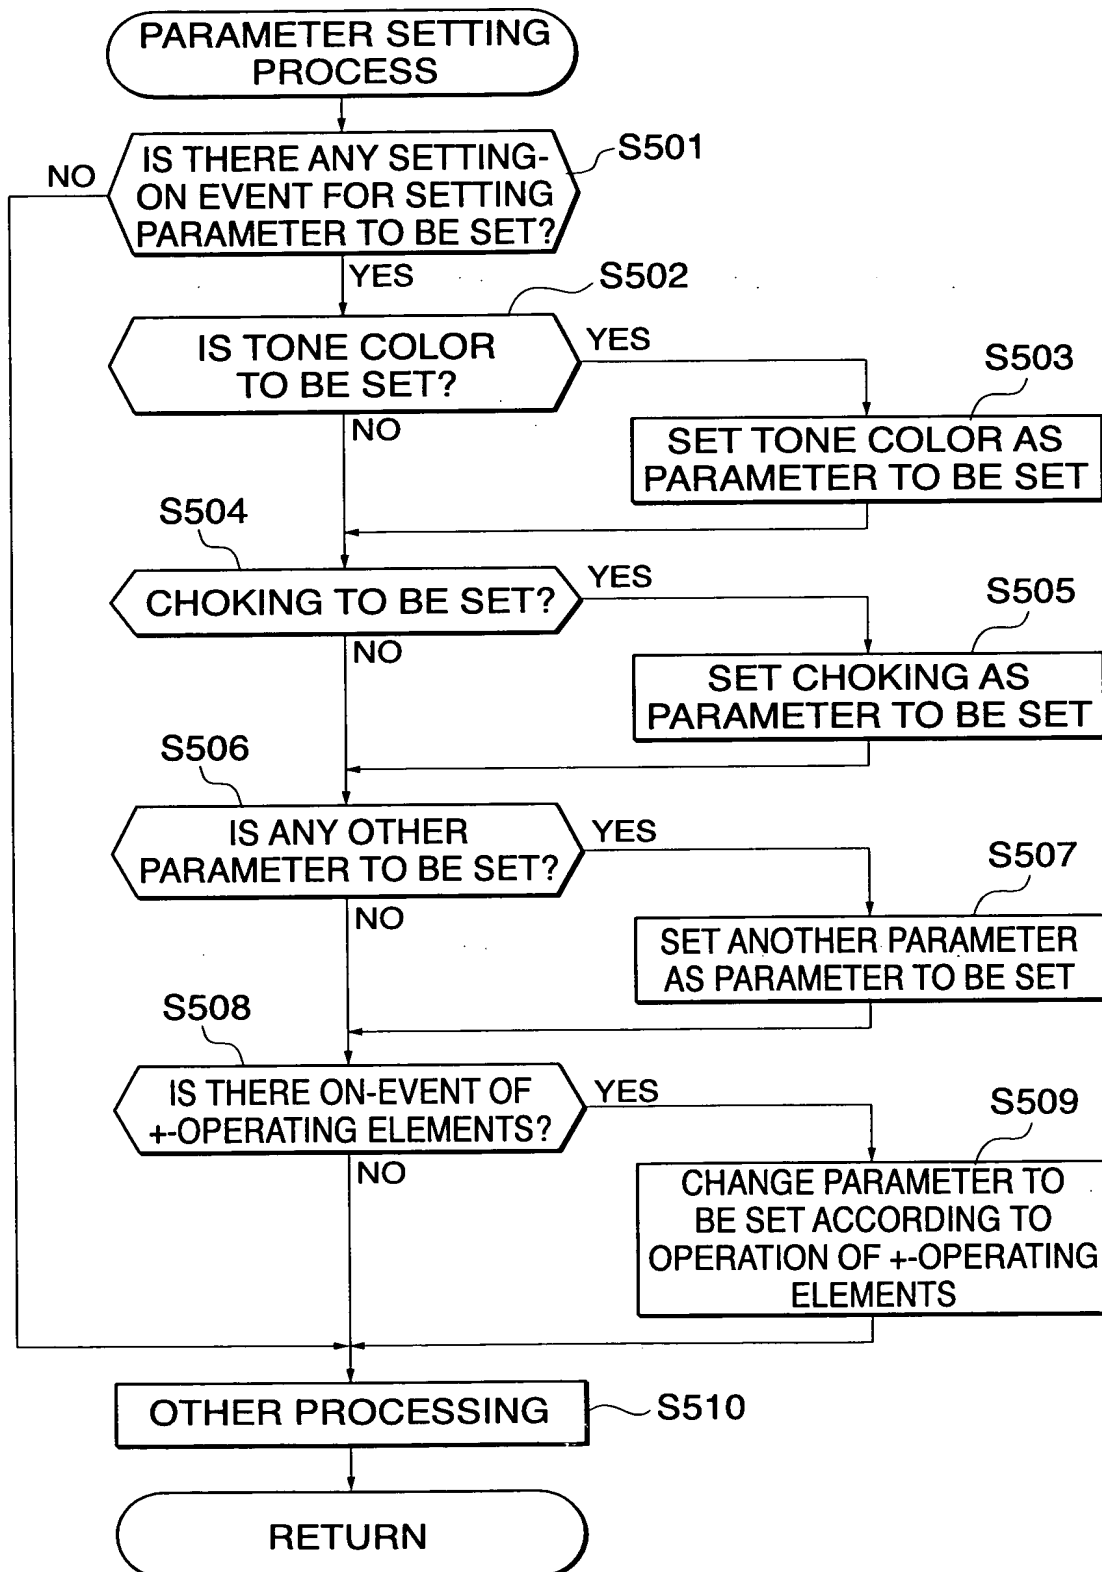 PARAMETER SETTING
PROCESS
IS THERE ANY SETTING-
ON EVENT FOR SETTING
PARAMETER TO BE SET?
S501
NO
YES
S502
IS TONE COLOR
TO BE SET?
YES
NO
S503
SET TONE COLOR AS
PARAMETER TO BE SET
S504
CHOKING TO BE SET?
YES
NO
S505
SET CHOKING AS
PARAMETER TO BE SET
S506
IS ANY OTHER
PARAMETER TO BE SET?
YES
NO
S507
SET ANOTHER PARAMETER
AS PARAMETER TO BE SET
S508
IS THERE ON-EVENT OF
+-OPERATING ELEMENTS?
YES
NO
S509
CHANGE PARAMETER TO
BE SET ACCORDING TO
OPERATION OF +-OPERATING
ELEMENTS
OTHER PROCESSING
S510
RETURN